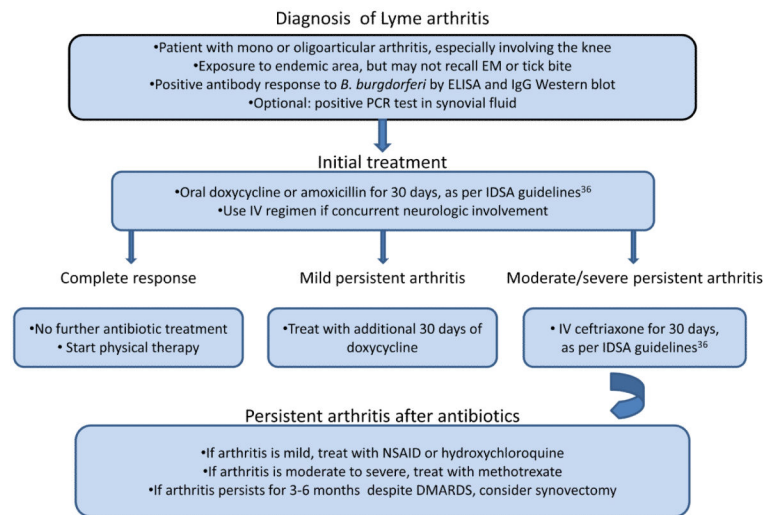 Diagnosis of Lyme arthritis
•Patient with mono or oligoarticular arthritis, especially involving the knee
•Exposure to endemic area, but may not recall EM or tick bite
•Positive antibody response to B. burgdorferi by ELISA and IgG Western blot
•Optional: positive PCR test in synovial fluid
Initial treatment
•Oral doxycycline or amoxicillin for 30 days, as per IDSA guidelines³⁶
•Use IV regimen if concurrent neurologic involvement
Complete response
•No further antibiotic treatment
• Start physical therapy
Mild persistent arthritis
•Treat with additional 30 days of
doxycycline
Moderate/severe persistent arthritis
• IV ceftriaxone for 30 days,
as per IDSA guidelines³⁶
Persistent arthritis after antibiotics
•If arthritis is mild, treat with NSAID or hydroxychloroquine
•If arthritis is moderate to severe, treat with methotrexate
•If arthritis persists for 3-6 months despite DMARDS, consider synovectomy